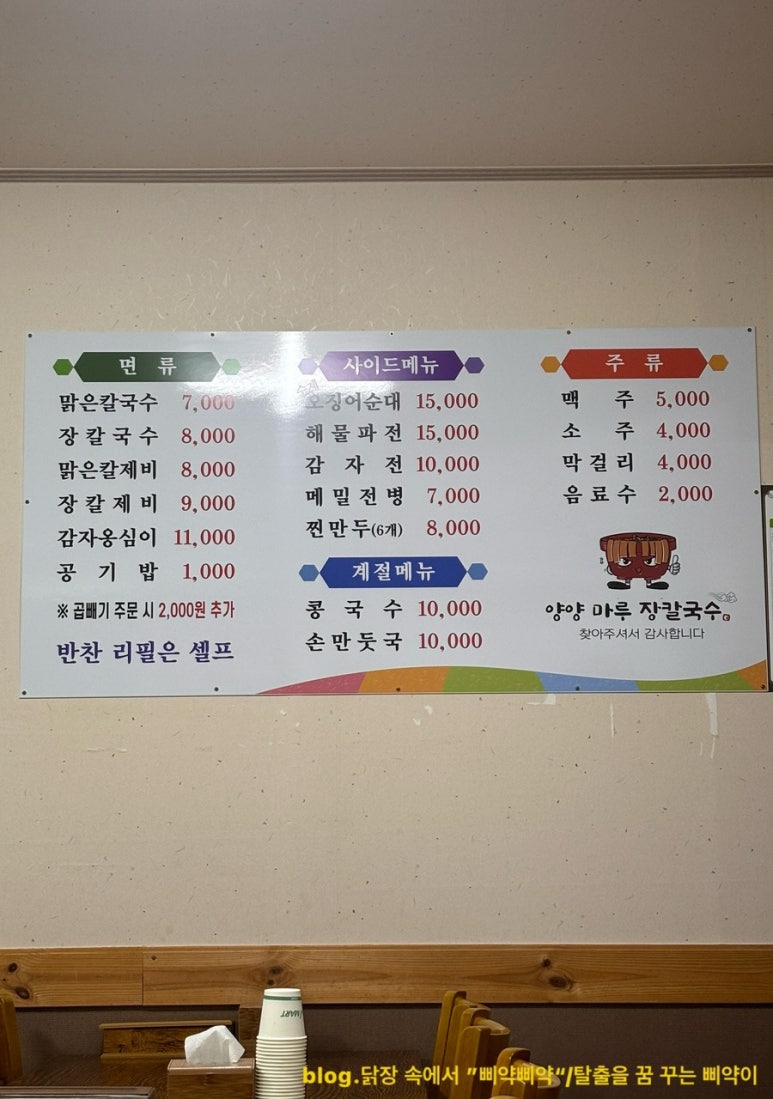 면 류
맑은칼국수 7,000
장칼국수 8,000
맑은칼제비 8,000
장칼제비 9,000
감자옹심이 11,000
공기밥 1,000
※ 곱빼기 주문 시 2,000원 추가
반찬 리필은 셀프
사이드메뉴
오징어순대 15,000
해물파전 15,000
감자전 10,000
메밀전병 7,000
찐만두(6개) 8,000
계절메뉴
콩국수 10,000
손만둣국 10,000
주 류
맥주 5,000
소주 4,000
막걸리 4,000
음료수 2,000
양양 마루 장칼국수
찾아주셔서 감사합니다
MART
blog.닭장 속에서 "삐약삐약"/탈출을 꿈 꾸는 삐약이